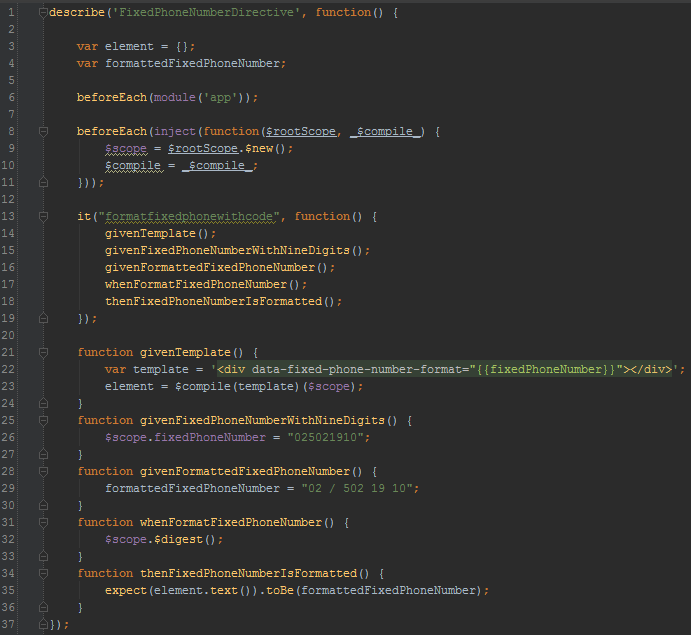 1 describe('FixedPhoneNumberDirective', function() {
2
3     var element = {};
4     var formattedFixedPhoneNumber;
5
6     beforeEach(module('app'));
7
8     beforeEach(inject(function($rootScope, _$compile_) {
9         $scope = $rootScope.$new();
10         $compile = _$compile_;
11     }));
12
13     it("formatfixedphonewithcode", function() {
14         givenTemplate();
15         givenFixedPhoneNumberWithNineDigits();
16         givenFormattedFixedPhoneNumber();
17         whenFormatFixedPhoneNumber();
18         thenFixedPhoneNumberIsFormatted();
19     });
20
21     function givenTemplate() {
22         var template = '<div data-fixed-phone-number-format="{{fixedPhoneNumber}}"></div>';
23         element = $compile(template)($scope);
24     }
25     function givenFixedPhoneNumberWithNineDigits() {
26         $scope.fixedPhoneNumber = "025021910";
27     }
28     function givenFormattedFixedPhoneNumber() {
29         formattedFixedPhoneNumber = "02 / 502 19 10";
30     }
31     function whenFormatFixedPhoneNumber() {
32         $scope.$digest();
33     }
34     function thenFixedPhoneNumberIsFormatted() {
35         expect(element.text()).toBe(formattedFixedPhoneNumber);
36     }
37 });